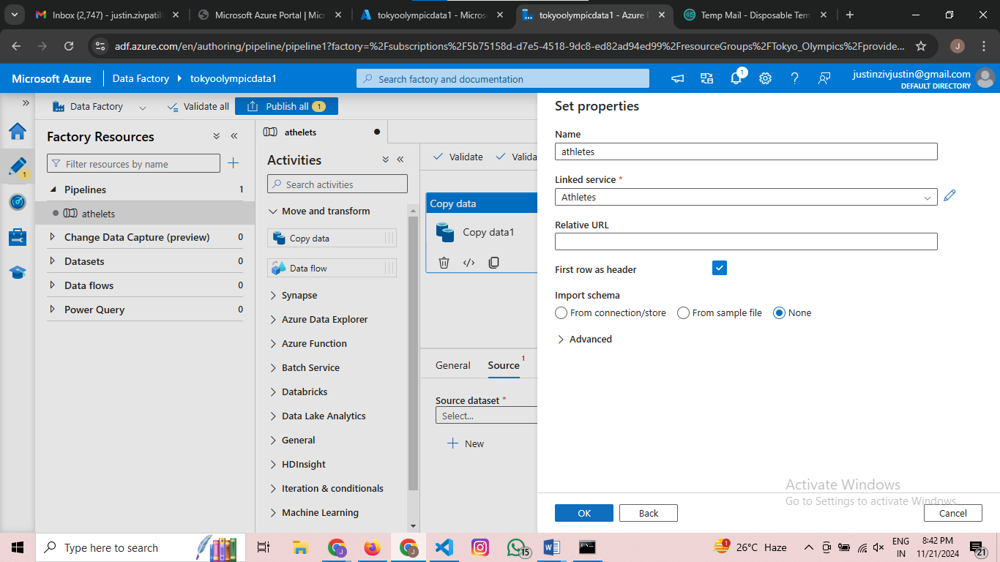 Inbox (2,747) - justin.zivpatil
Microsoft Azure Portal | Micr
tokyoolympicdata1 - Micros
tokyoolympicdata1 - Azure D
Temp Mail - Disposable Tem
adf.azure.com/en/authoring/pipeline/pipeline1?factory=%2Fsubscriptions%2F5b75158d-d7e5-4518-9dc8-ed82ad94ed99%2FresourceGroups%2FTokyo_Olympics%2Fprovide...
J
Microsoft Azure
Data Factory
tokyoolympicdata1
Search factory and documentation
1
justinzivjustin@gmail.com
DEFAULT DIRECTORY
Data Factory
Validate all
Publish all 1
Factory Resources
Filter resources by name
1
Pipelines 1
athelets
Change Data Capture (preview) 0
Datasets 0
Data flows 0
Power Query 0
athelets
Activities
Search activities
Move and transform
Copy data
Data flow
Synapse
Azure Data Explorer
Azure Function
Batch Service
Databricks
Data Lake Analytics
General
HDInsight
Iteration & conditionals
Machine Learning
Validate
Valida
Copy data
Copy data1
General
Source 1
Source dataset *
Select...
New
Set properties
Name
athletes
Linked service *
Athletes
Relative URL
First row as header
Import schema
From connection/store
From sample file
None
Advanced
Activate Windows
Go to Settings to activate Windows.
OK
Back
Cancel
Type here to search
J
J
15
1
26°C Haze
ENG
IN
8:42 PM
11/21/2024
21